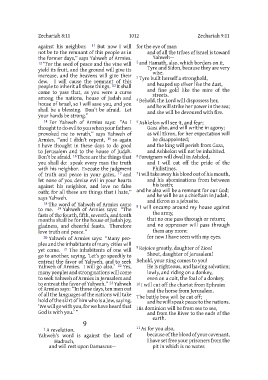 Zechariah 8:11 1012 Zechariah 9:11
against his neighbor. 11 But now I will
not be to the remnant of this people as in
the former days," says Yahweh of Armies.
12 "For the seed of peace and the vine will
yield its fruit, and the ground will give its
increase, and the heavens will give their
dew. I will cause the remnant of this
people to inherit all these things. 13 It shall
come to pass that, as you were a curse
among the nations, house of Judah and
house of Israel, so I will save you, and you
shall be a blessing. Don't be afraid. Let
your hands be strong."
14 For Yahweh of Armies says: "As I
thought to do evil to you when your fathers
provoked me to wrath," says Yahweh of
Armies, "and I didn't repent, 15 so again
I have thought in these days to do good
to Jerusalem and to the house of Judah.
Don't be afraid. 16 These are the things that
you shall do: speak every man the truth
with his neighbor. Execute the judgment
of truth and peace in your gates, 17 and
let none of you devise evil in your hearts
against his neighbor, and love no false
oath; for all these are things that I hate,"
says Yahweh.
18 The word of Yahweh of Armies came
to me. 19 Yahweh of Armies says: "The
fasts of the fourth, fifth, seventh, and tenth
months shall be for the house of Judah joy,
gladness, and cheerful feasts. Therefore
love truth and peace."
20 Yahweh of Armies says: "Many peo-
ples and the inhabitants of many cities will
yet come. 21 The inhabitants of one will
go to another, saying, 'Let's go speedily to
entreat the favor of Yahweh, and to seek
Yahweh of Armies. I will go also.' 22 Yes,
many peoples and strong nations will come
to seek Yahweh of Armies in Jerusalem and
to entreat the favor of Yahweh." 23 Yahweh
of Armies says: "In those days, ten men out
of all the languages of the nations will take
hold of the skirt of him who is a Jew, saying,
'We will go with you, for we have heard that
God is with you.'"
9
1 A revelation.
Yahweh's word is against the land of
Hadrach,
and will rest upon Damascus—
for the eye of man
and of all the tribes of Israel is toward
Yahweh—
2 and Hamath, also, which borders on it,
Tyre and Sidon, because they are very
wise.
3 Tyre built herself a stronghold,
and heaped up silver like the dust,
and fine gold like the mire of the
streets.
4 Behold, the Lord will dispossess her,
and he will strike her power in the sea;
and she will be devoured with fire.
5 Ashkelon will see it, and fear;
Gaza also, and will writhe in agony;
as will Ekron, for her expectation will
be disappointed;
and the king will perish from Gaza,
and Ashkelon will not be inhabited.
6 Foreigners will dwell in Ashdod,
and I will cut off the pride of the
Philistines.
7 I will take away his blood out of his mouth,
and his abominations from between
his teeth;
and he also will be a remnant for our God;
and he will be as a chieftain in Judah,
and Ekron as a Jebusite.
8 I will encamp around my house against
the army,
that no one pass through or return;
and no oppressor will pass through
them any more:
for now I have seen with my eyes.
9 Rejoice greatly, daughter of Zion!
Shout, daughter of Jerusalem!
Behold, your King comes to you!
He is righteous, and having salvation;
lowly, and riding on a donkey,
even on a colt, the foal of a donkey.
10 I will cut off the chariot from Ephraim
and the horse from Jerusalem.
The battle bow will be cut off;
and he will speak peace to the nations.
His dominion will be from sea to sea,
and from the River to the ends of the
earth.
11 As for you also,
because of the blood of your covenant,
I have set free your prisoners from the
pit in which is no water.